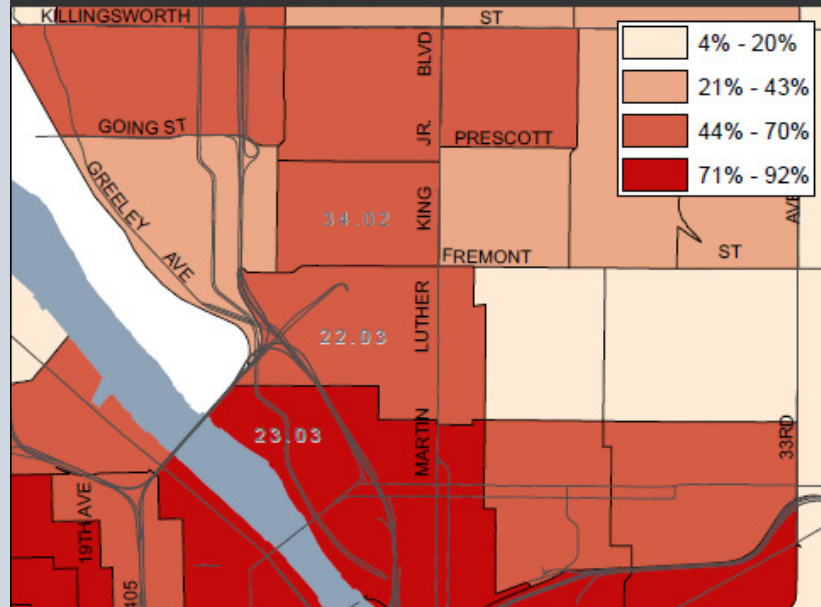 KILLINGSWORTH ST
BLVD
4% - 20%
21% - 43%
44% - 70%
71% - 92%
GOING ST
JR.
PRESCOTT
GREELEY AVE
34.02
KING
AVE
FREMONT ST
22.03
LUTHER
23.03
MARTIN
33RD
19TH AVE
405